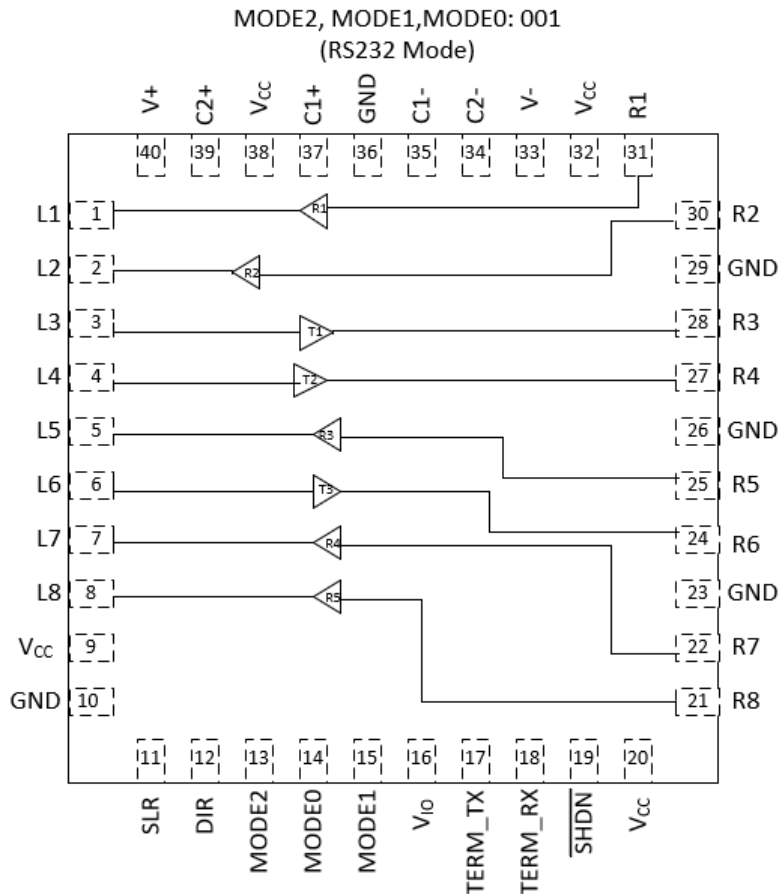 MODE2, MODE1,MODE0: 001
(RS232 Mode)
V+ C2+ VCC C1+ GND C1- C2- V- VCC R1
40 39 38 37 36 35 34 33 32 31
L1 1 R1 30 R2
L2 2 R2 29 GND
L3 3 T1 28 R3
L4 4 T2 27 R4
L5 5 R3 26 GND
L6 6 T3 25 R5
L7 7 R4 24 R6
L8 8 R5 23 GND
VCC 9 22 R7
GND 10 21 R8
11 12 13 14 15 16 17 18 19 20
SLR DIR MODE2 MODE0 MODE1 VIO TERM_TX TERM_RX SHDN VCC